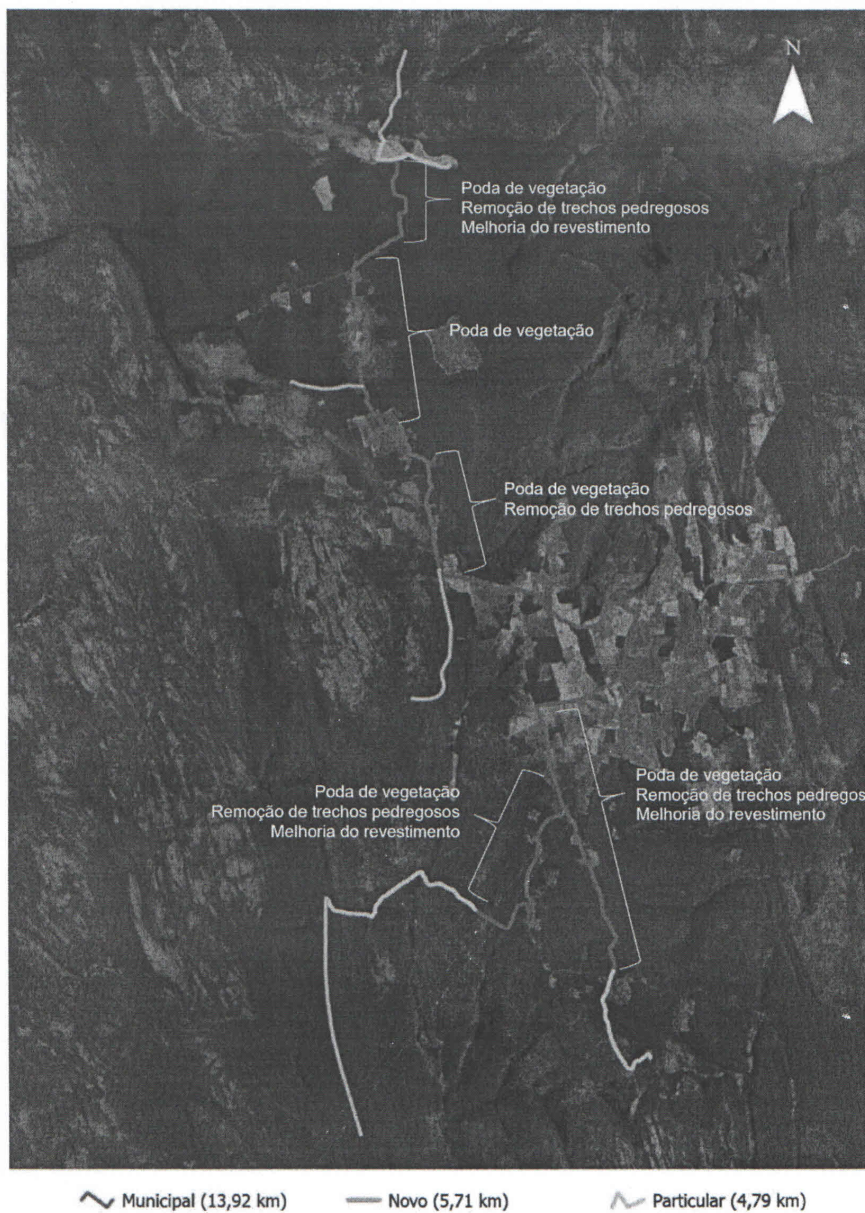 N
Poda de vegetação
Remoção de trechos pedregosos
Melhoria do revestimento
Poda de vegetação
Poda de vegetação
Remoção de trechos pedregosos
Poda de vegetação
Remoção de trechos pedregosos
Melhoria do revestimento
Poda de vegetação
Remoção de trechos pedregos
Melhoria do revestimento
Municipal (13,92 km)
Novo (5,71 km)
Particular (4,79 km)